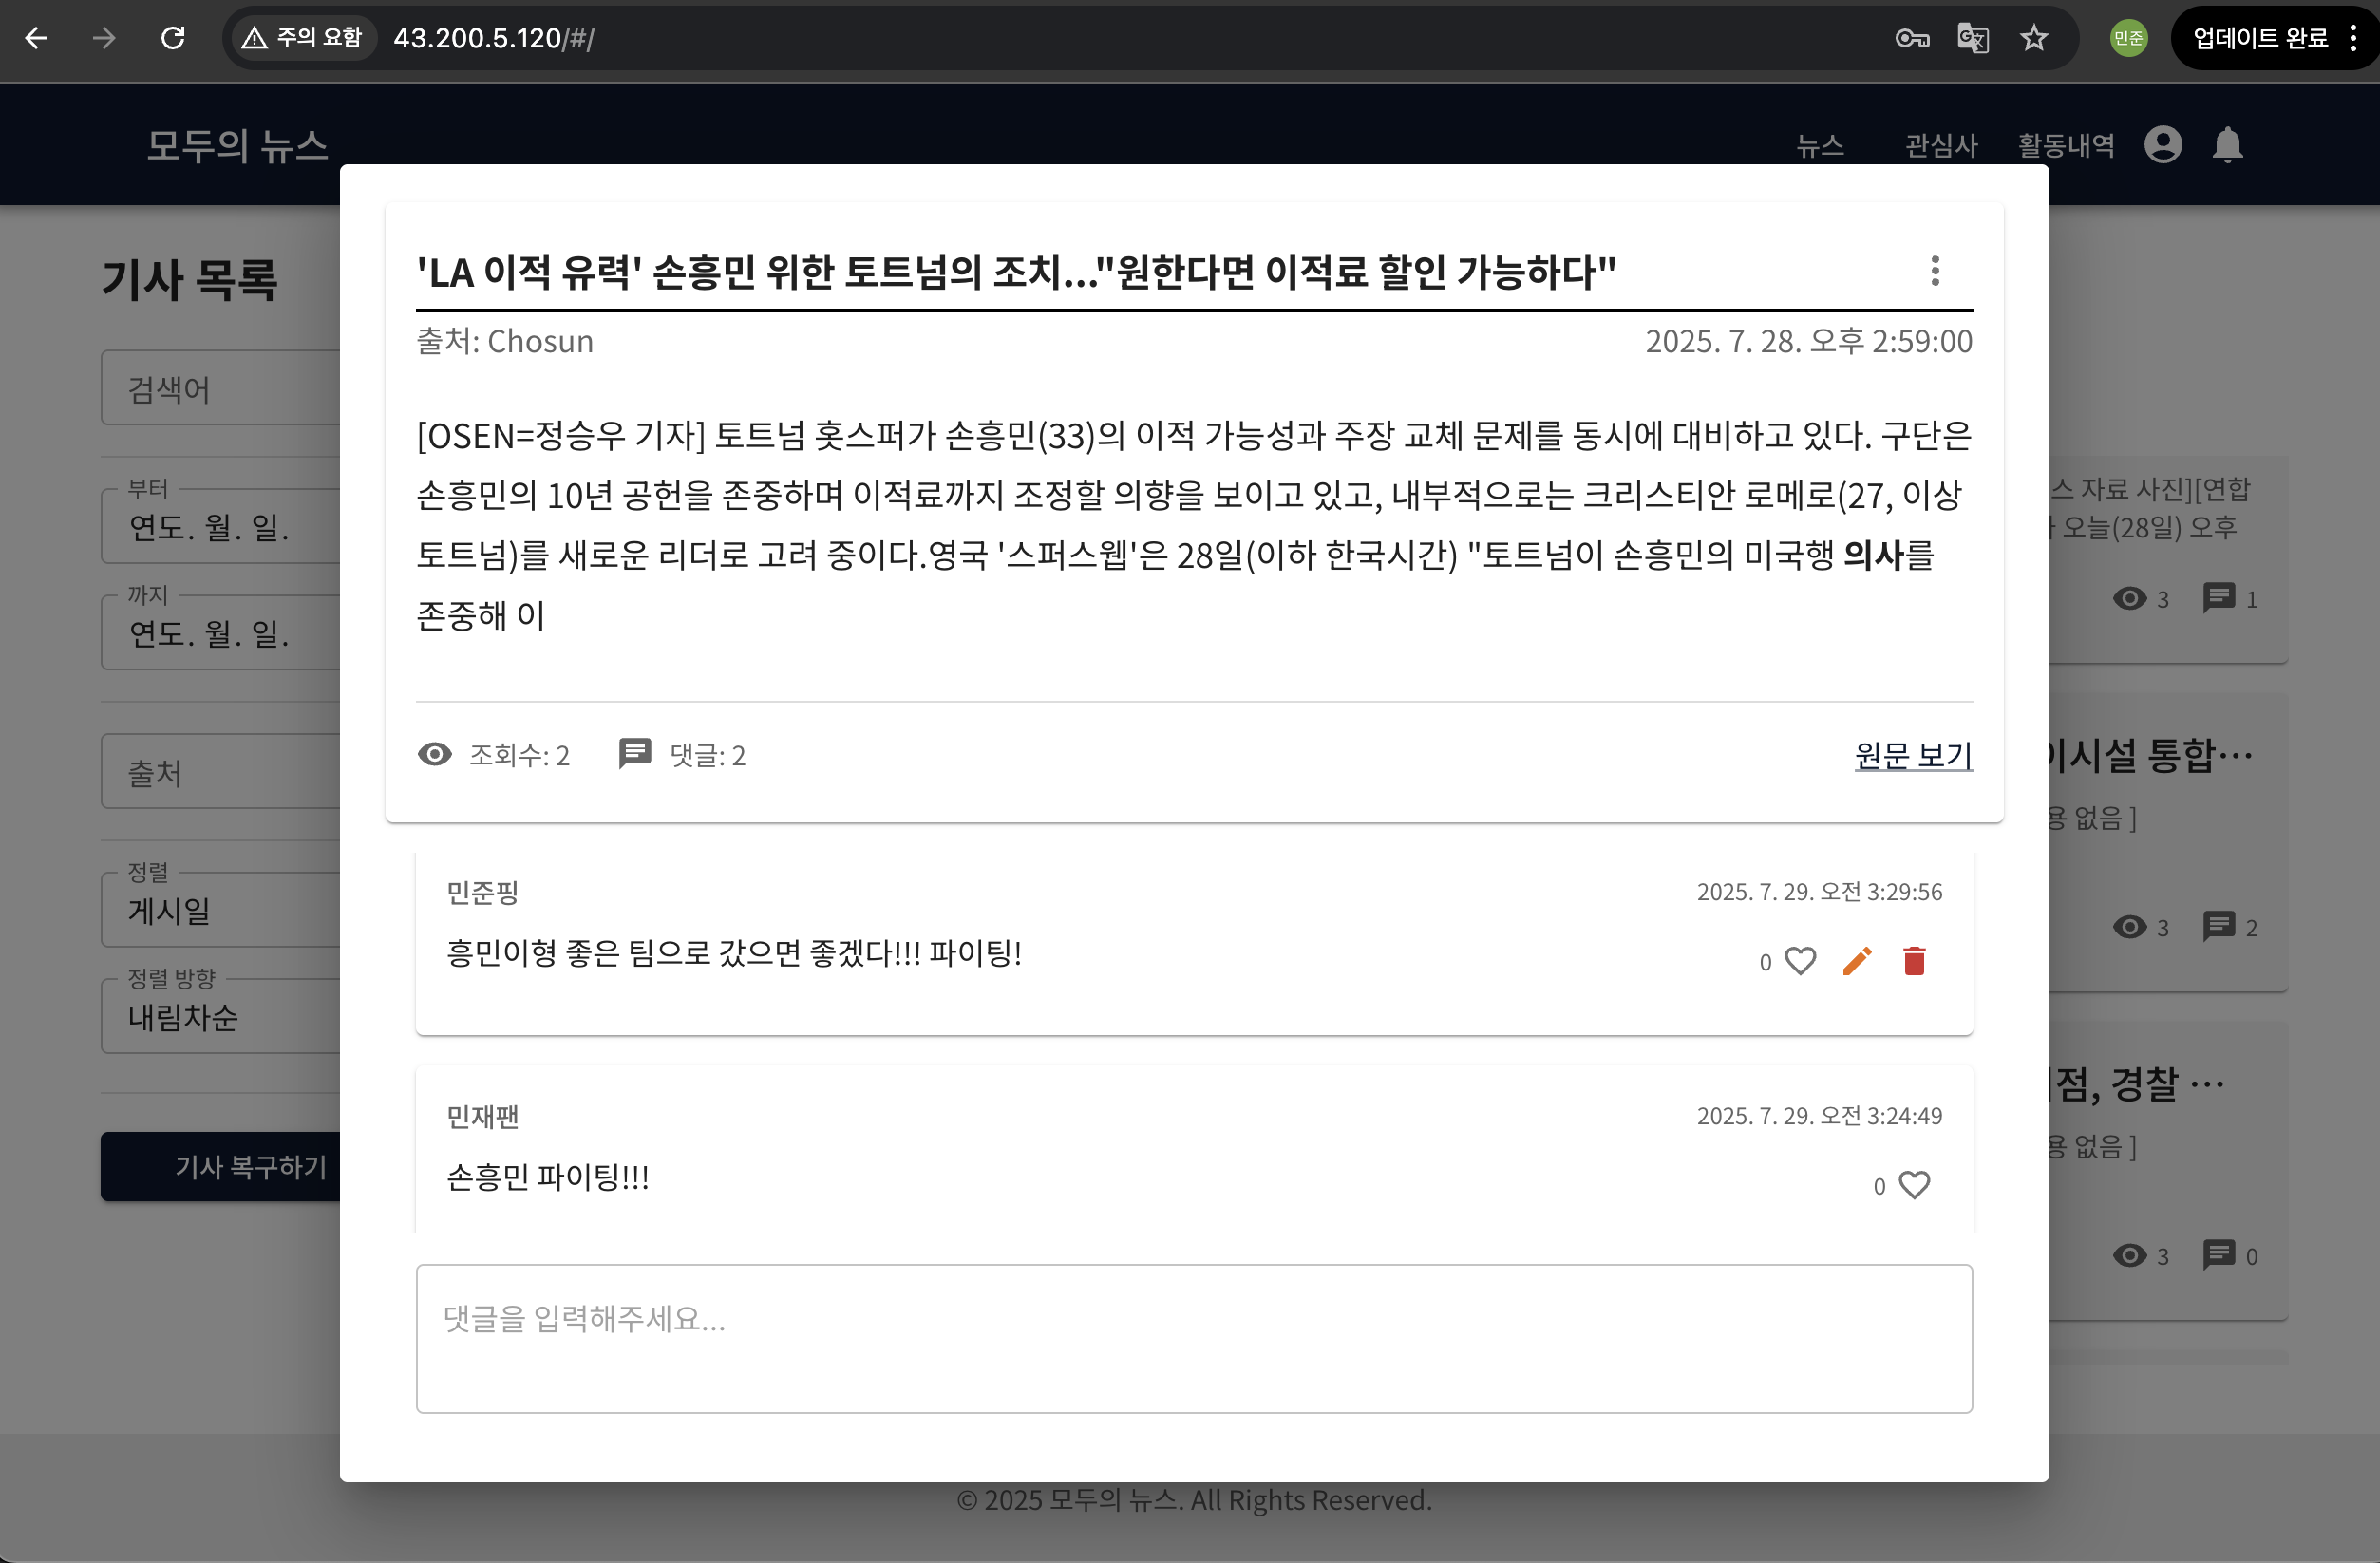 주의 요함
43.200.5.120/#/
민준
업데이트 완료
모두의 뉴스
뉴스
관심사
활동내역
기사 목록
검색어
부터
연도. 월. 일.
까지
연도. 월. 일.
출처
정렬
게시일
정렬 방향
내림차순
기사 복구하기
'LA 이적 유력' 손흥민 위한 토트넘의 조치..."원한다면 이적료 할인 가능하다"
출처: Chosun
2025. 7. 28. 오후 2:59:00
[OSEN=정승우 기자] 토트넘 홋스퍼가 손흥민(33)의 이적 가능성과 주장 교체 문제를 동시에 대비하고 있다. 구단은
손흥민의 10년 공헌을 존중하며 이적료까지 조정할 의향을 보이고 있고, 내부적으로는 크리스티안 로메로(27, 이상
토트넘)를 새로운 리더로 고려 중이다.영국 '스퍼스웹'은 28일(이하 한국시간) "토트넘이 손흥민의 미국행 의사를
존중해 이
조회수: 2
댓글: 2
원문 보기
민준핑
2025. 7. 29. 오전 3:29:56
흥민이형 좋은 팀으로 갔으면 좋겠다!!! 파이팅!
0
민재팬
2025. 7. 29. 오전 3:24:49
손흥민 파이팅!!!
0
댓글을 입력해주세요...
스 자료 사진][연합
오늘(28일) 오후
3
1
이시설 통합…
용 없음 ]
3
2
점, 경찰 …
용 없음 ]
3
0
© 2025 모두의 뉴스. All Rights Reserved.